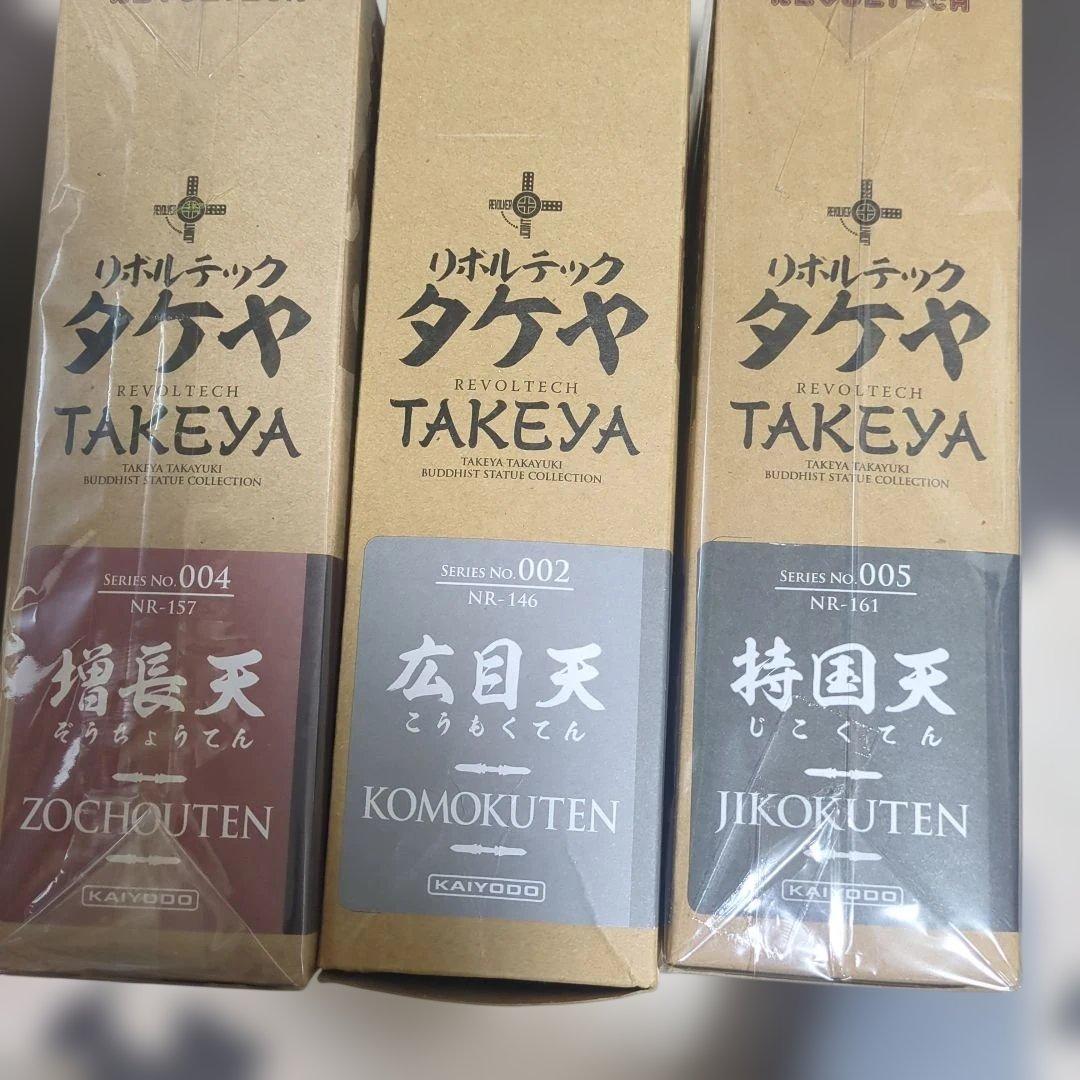 REVOLTECH
REVOLVER
リボルテック
タケヤ
REVOLTECH
TAKEYA
TAKEYA TAKAYUKI
BUDDHIST STATUE COLLECTION
SERIES NO.004
NR-157
増長天
ぞうちょうてん
ZOCHOUTEN
KAIYODO
REVOLVER
リボルテック
タケヤ
REVOLTECH
TAKEYA
TAKEYA TAKAYUKI
BUDDHIST STATUE COLLECTION
SERIES NO.002
NR-146
広目天
こうもくてん
KOMOKUTEN
KAIYODO
REVOLTECH
REVOLVER
リボルテック
タケヤ
REVOLTECH
TAKEYA
TAKEYA TAKAYUKI
BUDDHIST STATUE COLLECTION
SERIES NO.005
NR-161
持国天
じこくてん
JIKOKUTEN
KAIYODO